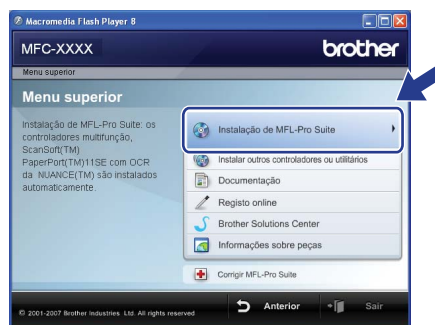 Macromedia Flash Player 8
MFC-XXXX
brother
Menu superior
Menu superior
Instalação de MFL-Pro Suite: os
controladores multifunção,
ScanSoft(TM)
PaperPort(TM)11SE com OCR
da NUANCE(TM) são instalados
automaticamente.
Instalação de MFL-Pro Suite
Instalar outros controladores ou utilitários
Documentação
Registo online
Brother Solutions Center
Informações sobre peças
Corrigir MFL-Pro Suite
© 2001-2007 Brother Industries Ltd. All rights reserved
Anterior
Sair